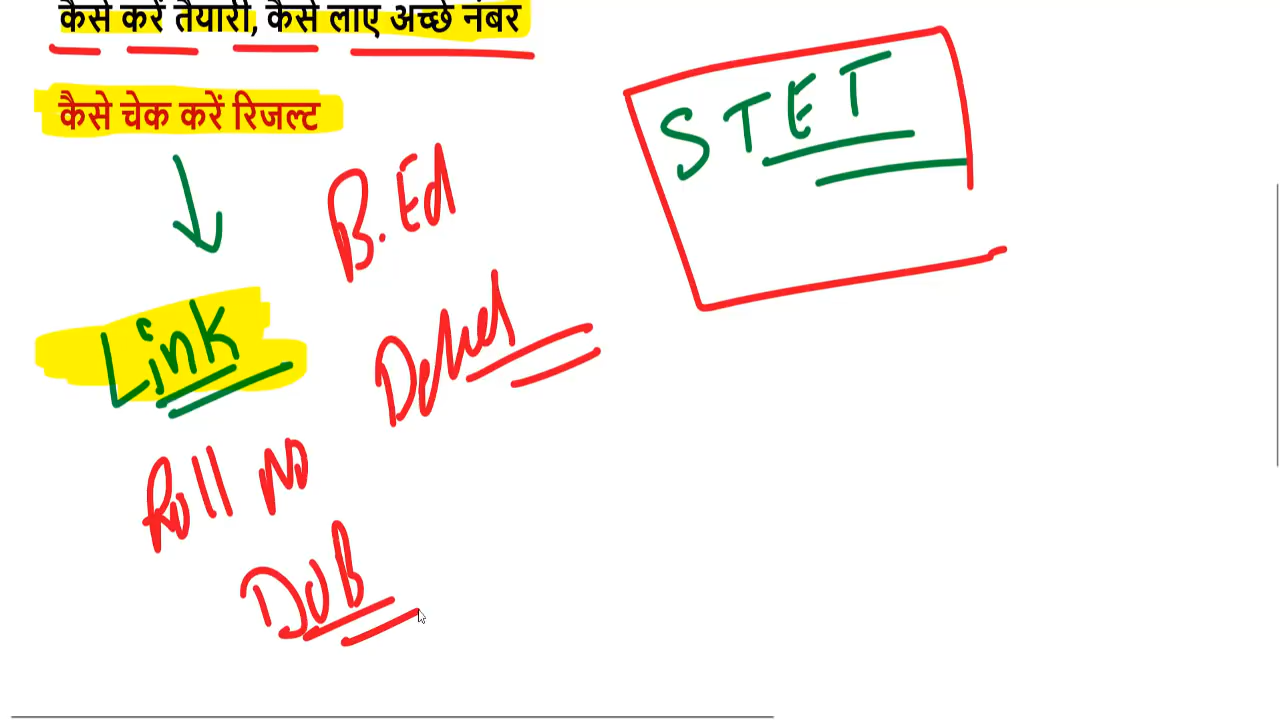 कैसे करें तैयारी, कैसे लाए अच्छे नंबर
कैसे चेक करें रिजल्ट
STET
B.Ed
Link
Roll no
DOB